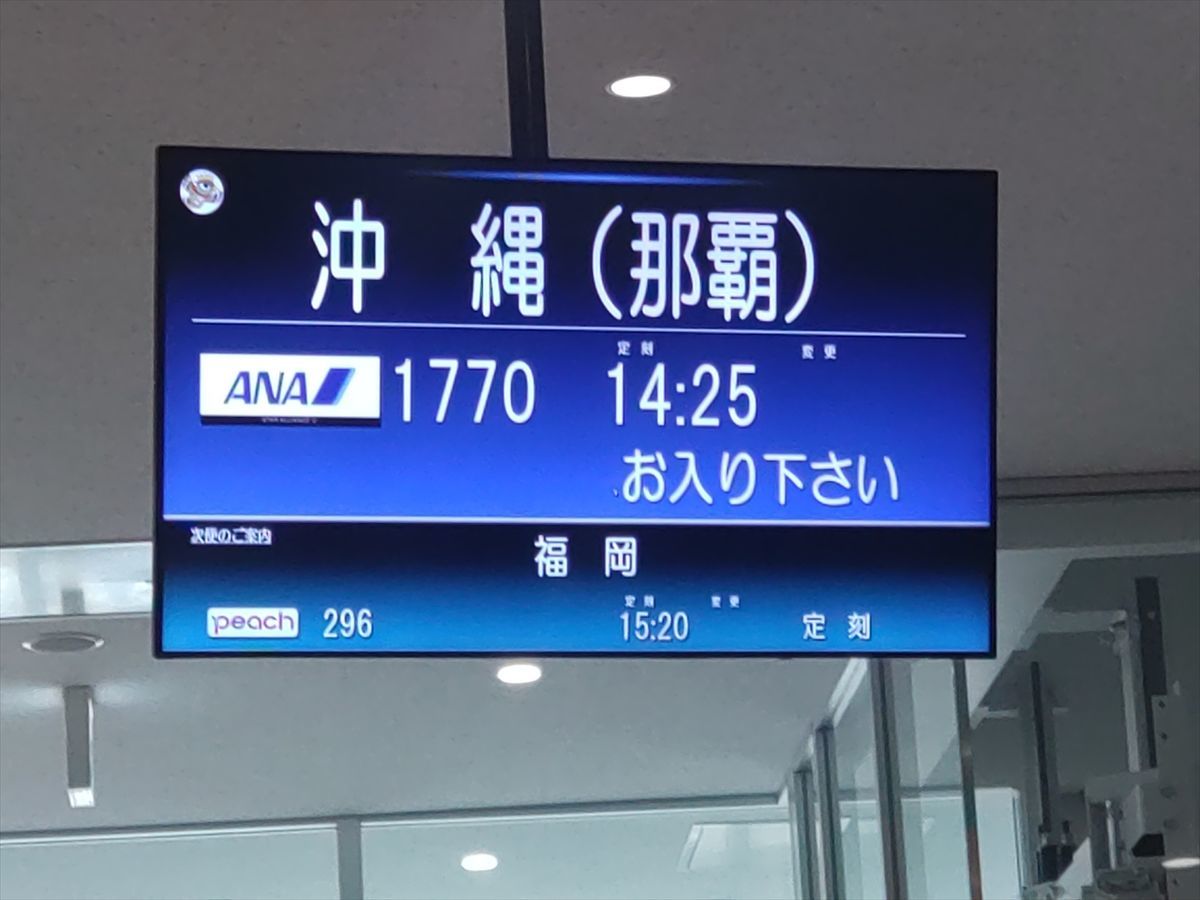 沖 縄 (那覇)
定 刻 変 更
ANA 1770 14:25
お入り下さい
次便のご案内
福 岡
定 刻 変 更
peach 296 15:20 定 刻